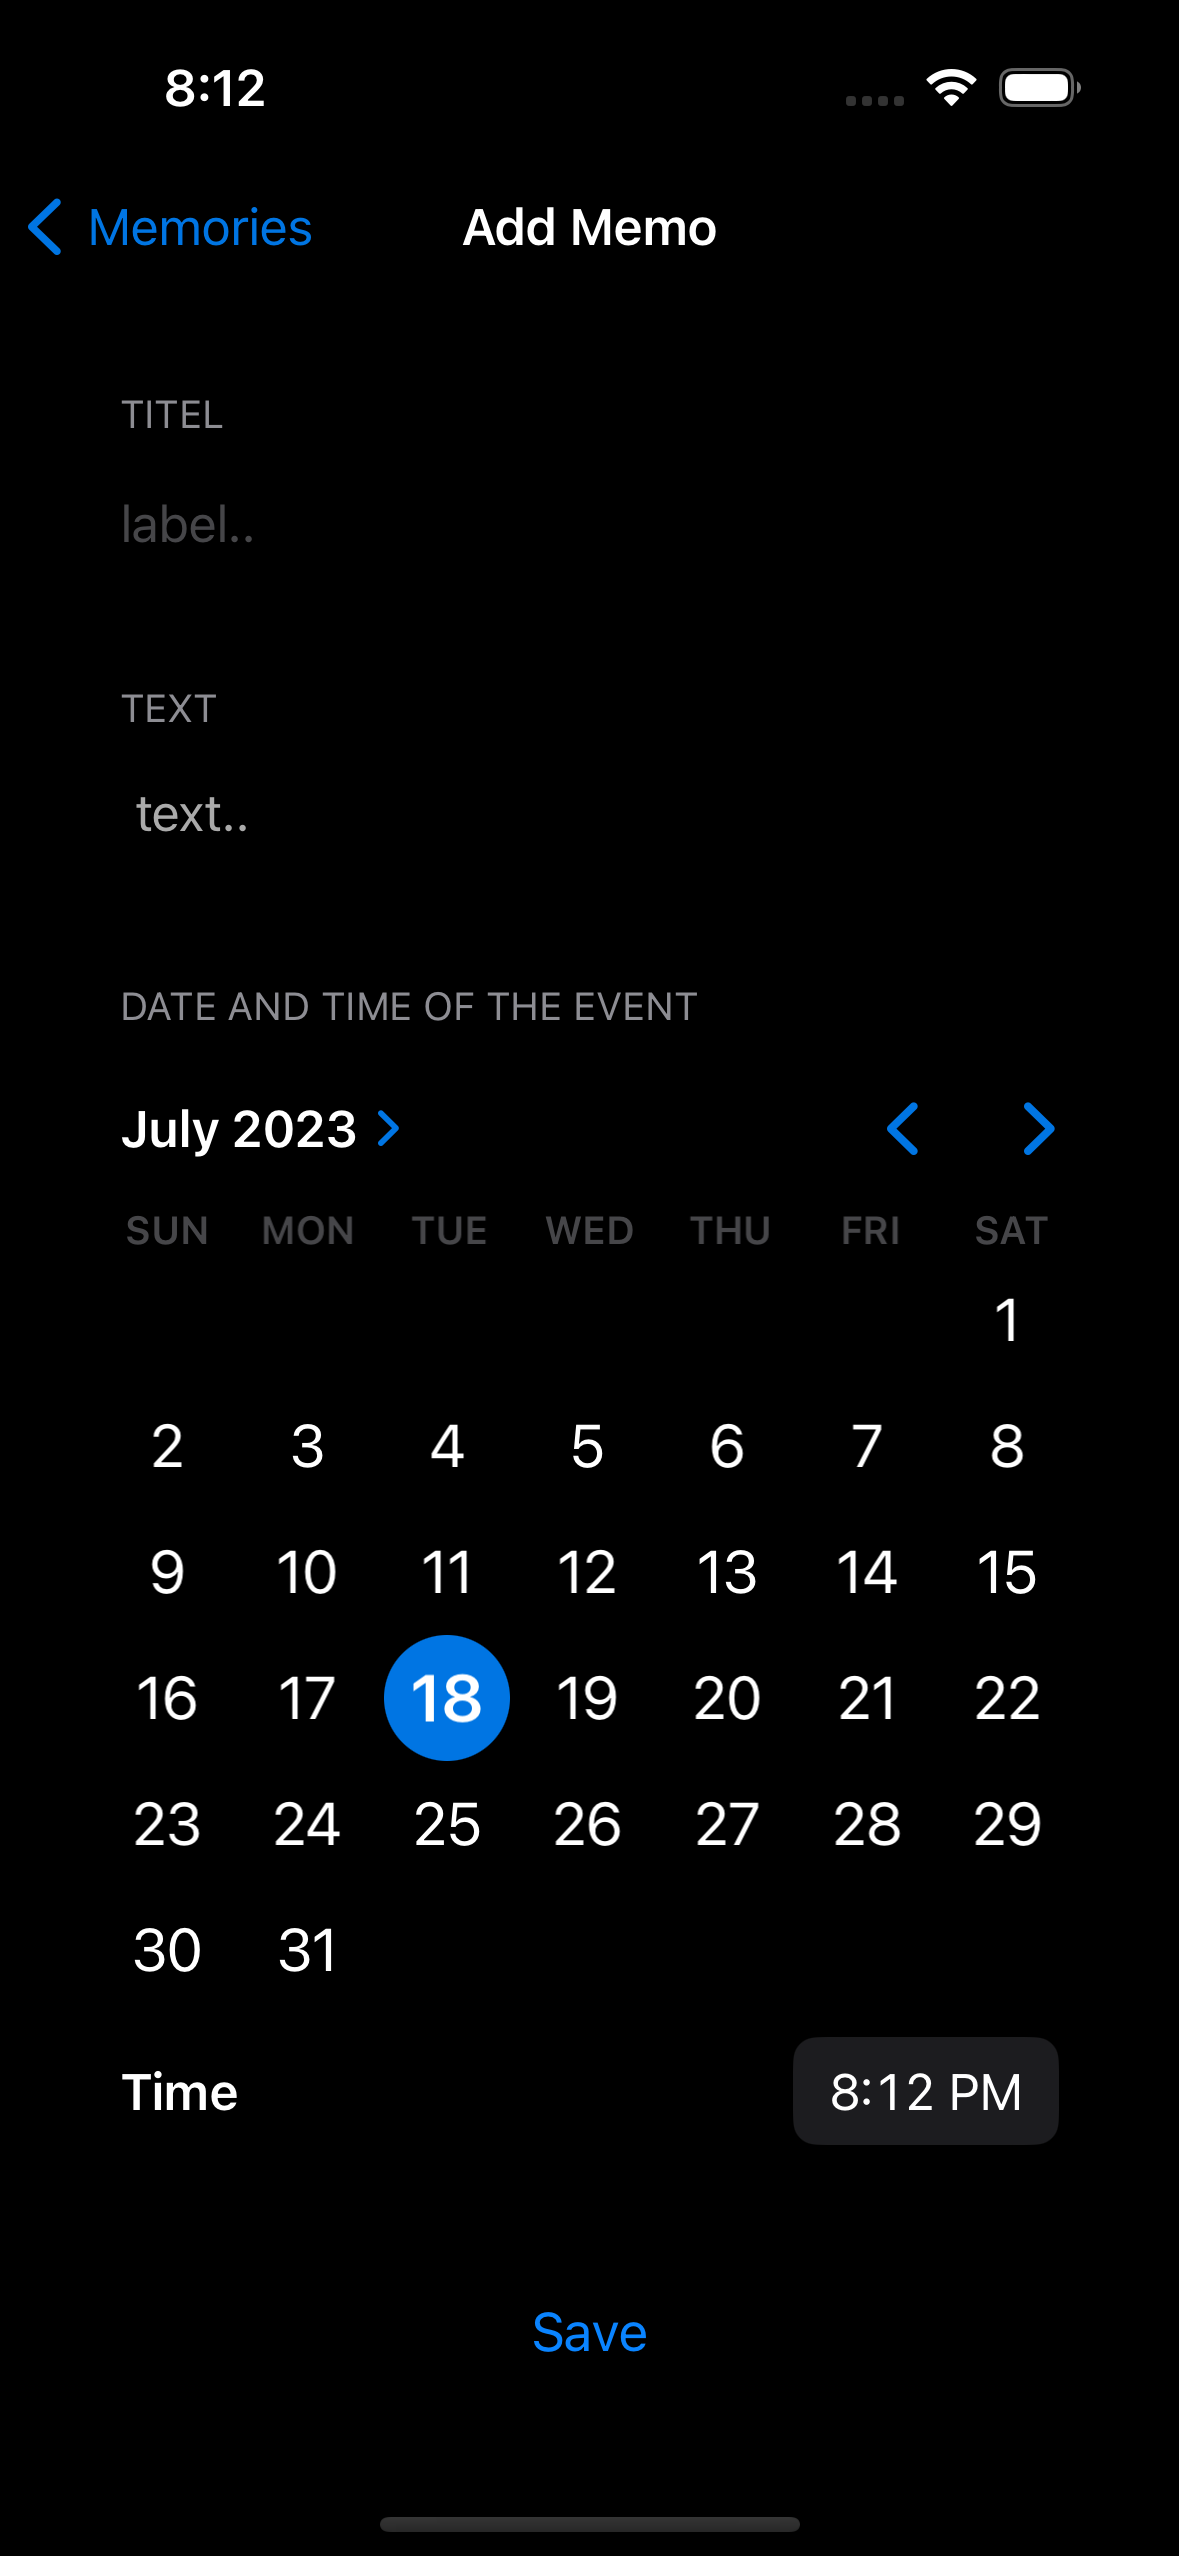 8:12
Memories Add Memo
TITEL
label..
TEXT
text..
DATE AND TIME OF THE EVENT
July 2023
SUN MON TUE WED THU FRI SAT
1
2 3 4 5 6 7 8
9 10 11 12 13 14 15
16 17 18 19 20 21 22
23 24 25 26 27 28 29
30 31
Time 8:12 PM
Save